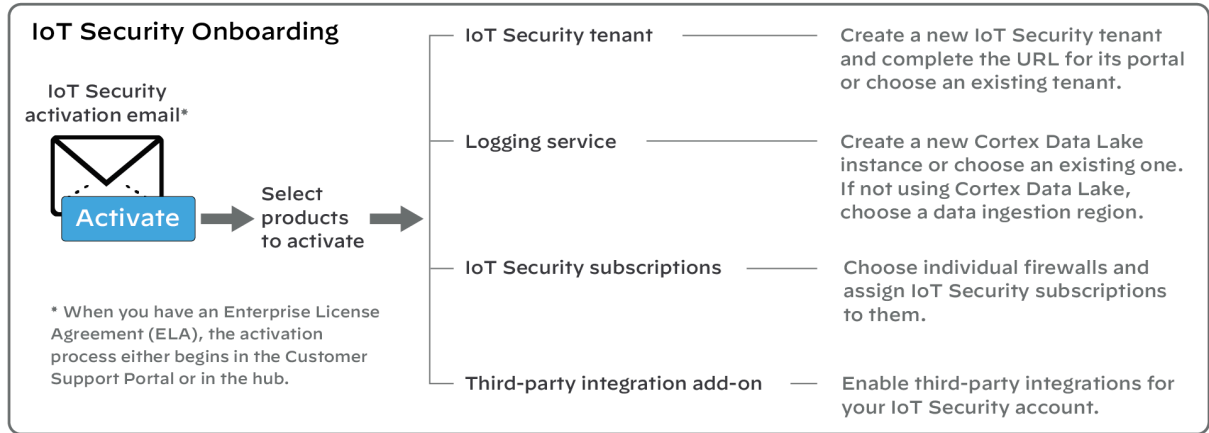 IoT Security Onboarding
IoT Security
activation email*
Activate
Select
products
to activate
* When you have an Enterprise License
Agreement (ELA), the activation
process either begins in the Customer
Support Portal or in the hub.
IoT Security tenant
Create a new IoT Security tenant
and complete the URL for its portal
or choose an existing tenant.
Logging service
Create a new Cortex Data Lake
instance or choose an existing one.
If not using Cortex Data Lake,
choose a data ingestion region.
IoT Security subscriptions
Choose individual firewalls and
assign IoT Security subscriptions
to them.
Third-party integration add-on
Enable third-party integrations for
your IoT Security account.